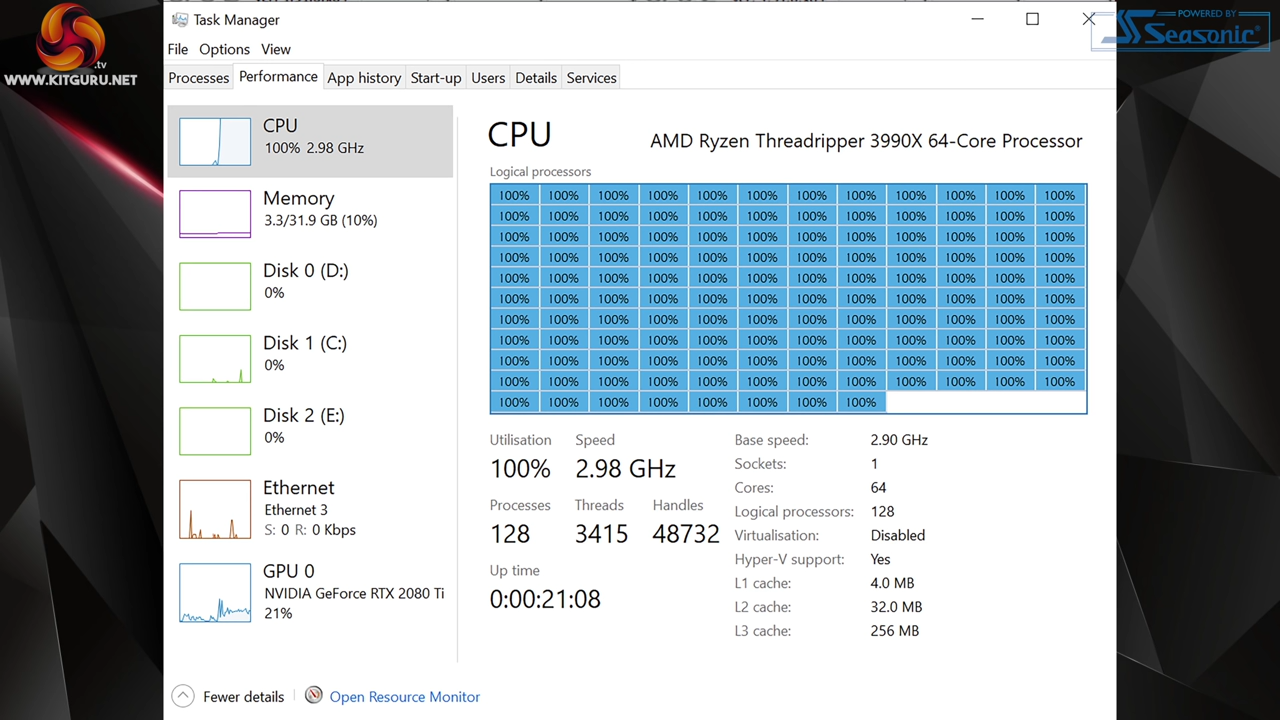 Task Manager
POWERED BY
Seasonic®
.tv
WWW.KITGURU.NET
File Options View
Processes Performance App history Start-up Users Details Services
CPU
100% 2.98 GHz
Memory
3.3/31.9 GB (10%)
Disk 0 (D:)
0%
Disk 1 (C:)
0%
Disk 2 (E:)
0%
Ethernet
Ethernet 3
S: 0 R: 0 Kbps
GPU 0
NVIDIA GeForce RTX 2080 Ti
21%
CPU AMD Ryzen Threadripper 3990X 64-Core Processor
Logical processors
100% 100% 100% 100% 100% 100% 100% 100% 100% 100% 100% 100%
100% 100% 100% 100% 100% 100% 100% 100% 100% 100% 100% 100%
100% 100% 100% 100% 100% 100% 100% 100% 100% 100% 100% 100%
100% 100% 100% 100% 100% 100% 100% 100% 100% 100% 100% 100%
100% 100% 100% 100% 100% 100% 100% 100% 100% 100% 100% 100%
100% 100% 100% 100% 100% 100% 100% 100% 100% 100% 100% 100%
100% 100% 100% 100% 100% 100% 100% 100% 100% 100% 100% 100%
100% 100% 100% 100% 100% 100% 100% 100% 100% 100% 100% 100%
100% 100% 100% 100% 100% 100% 100% 100% 100% 100% 100% 100%
100% 100% 100% 100% 100% 100% 100% 100% 100% 100% 100% 100%
100% 100% 100% 100% 100% 100% 100% 100%
Utilisation Speed
100% 2.98 GHz
Processes Threads Handles
128 3415 48732
Up time
0:00:21:08
Base speed: 2.90 GHz
Sockets: 1
Cores: 64
Logical processors: 128
Virtualisation: Disabled
Hyper-V support: Yes
L1 cache: 4.0 MB
L2 cache: 32.0 MB
L3 cache: 256 MB
Fewer details Open Resource Monitor